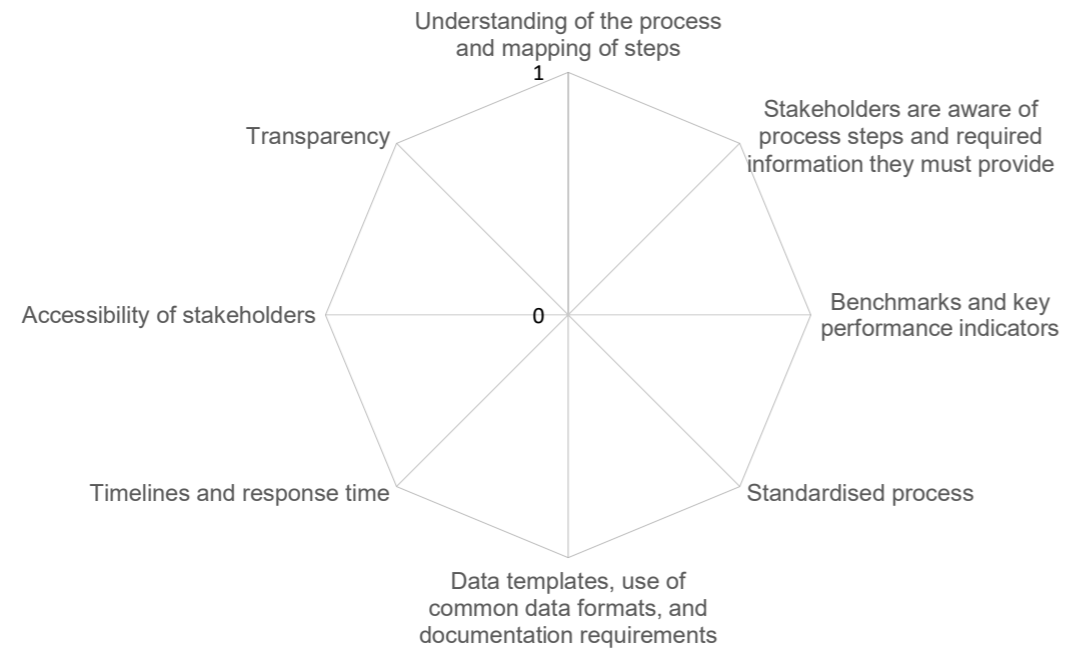 Understanding of the process
and mapping of steps
1
Stakeholders are aware of
process steps and required
information they must provide
Transparency
Benchmarks and key
performance indicators
Accessibility of stakeholders
0
Timelines and response time
Standardised process
Data templates, use of
common data formats, and
documentation requirements